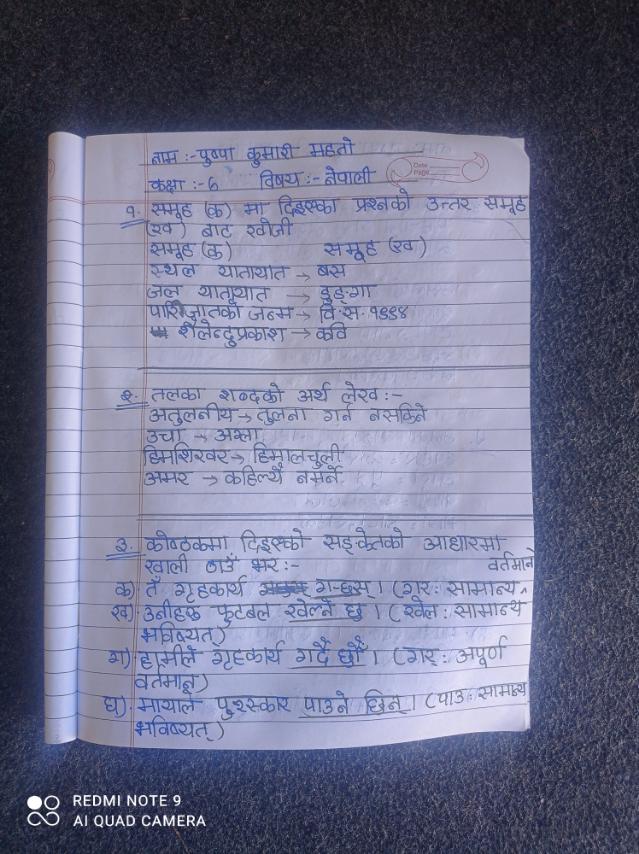 नाम :- पुष्पा कुमारी महतो
Date
Page
कक्षा :- 6 विषय :- नेपाली
१. समूह (क) मा दिइएका प्रश्नको उत्तर समूह
(ख) बाट खोजी
समूह (क) समूह (ख)
स्थल यातायात → बस
जल यातायात → डुङ्गा
पारिजातको जन्म → वि.स. १९९४
शैलेन्दुप्रकाश → कवि
२. तलका शब्दको अर्थ लेख :-
अतुलनीय → तुलना गर्न नसकिने
उचा → अग्ला
हिमशिखर → हिमालचुली
अमर → कहिल्यै नमर्ने
३. कोष्ठकमा दिइएको सङ्केतको आधारमा
खाली ठाउँ भर :- वर्तमान
क) तँ गृहकार्य गर्छस् । (गर : सामान्य ^
ख) उनीहरू फुटबल खेल्ने छ । (खेल : सामान्य
भविष्यत्)
ग) हामीले गृहकार्य गर्दै छौँ । (गर् : अपूर्ण
वर्तमान)
घ) मायाले पुरस्कार पाउने छिन् । (पाउ : सामान्य
भविष्यत्)
REDMI NOTE 9
AI QUAD CAMERA